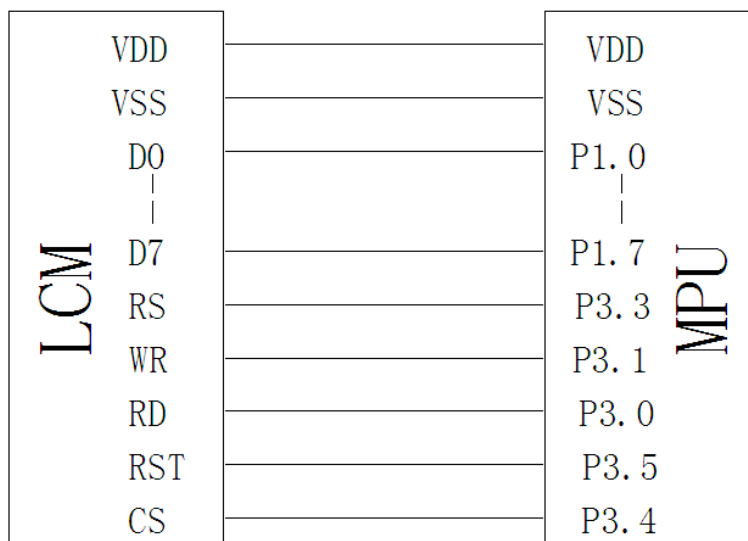 VDD VDD
VSS VSS
D0 P1.0
D7 P1.7
RS P3.3
WR P3.1
RD P3.0
RST P3.5
CS P3.4
LCM
MPU